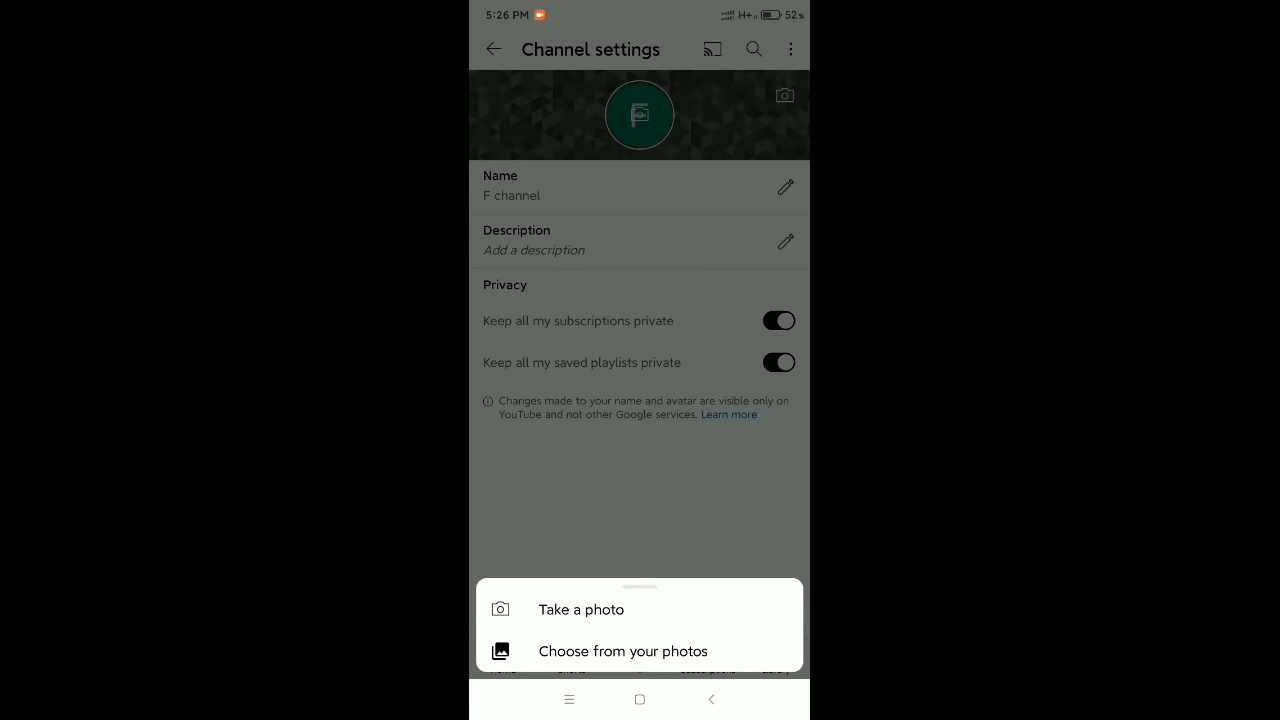 5:26 PM H+ 52%
Channel settings
F
Name
F channel
Description
Add a description
Privacy
Keep all my subscriptions private
Keep all my saved playlists private
Changes made to your name and avatar are visible only on
YouTube and not other Google services. Learn more
Take a photo
Choose from your photos